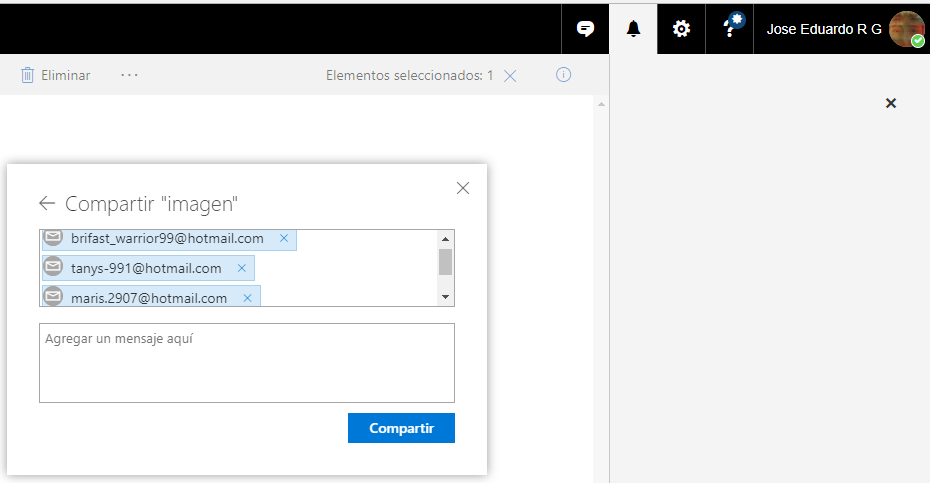 Jose Eduardo R G
Eliminar
Elementos seleccionados: 1
Compartir "imagen"
brifast_warrior99@hotmail.com
tanys-991@hotmail.com
maris.2907@hotmail.com
Agregar un mensaje aquí
Compartir